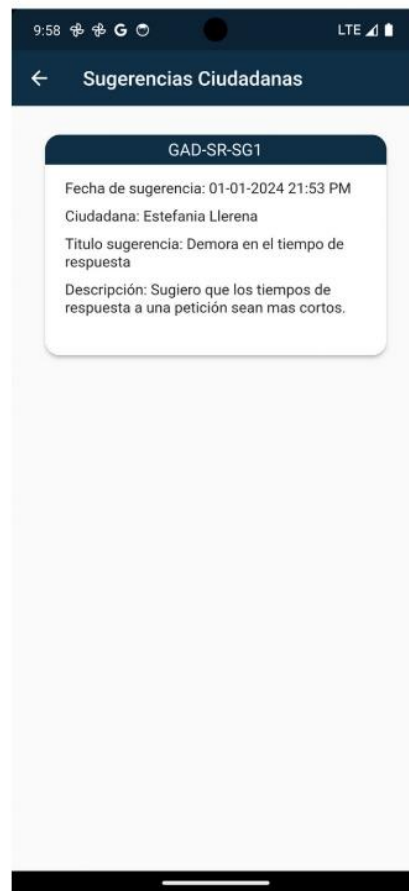 9:58 G LTE
Sugerencias Ciudadanas
GAD-SR-SG1
Fecha de sugerencia: 01-01-2024 21:53 PM
Ciudadana: Estefania Llerena
Titulo sugerencia: Demora en el tiempo de
respuesta
Descripción: Sugiero que los tiempos de
respuesta a una petición sean mas cortos.